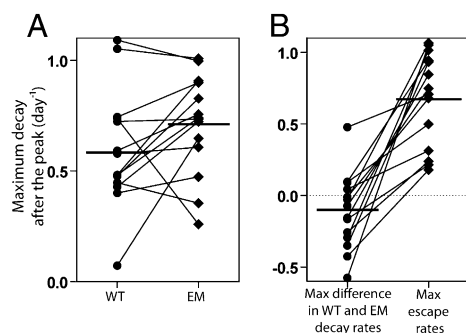 A
Maximum decay
after the peak (day⁻¹)
1.0
0.5
0.0
WT
EM
B
1.0
0.5
0.0
-0.5
Max difference
in WT and EM
decay rates
Max
escape
rates